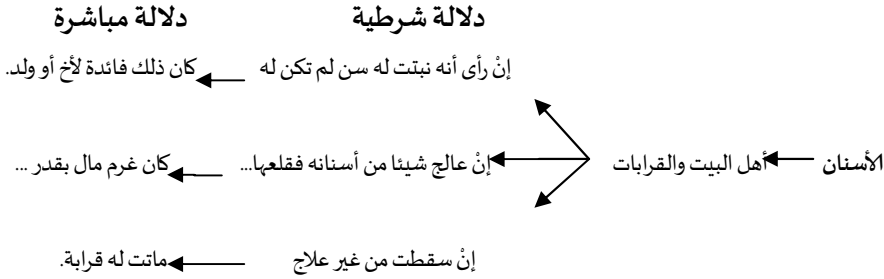 دلالة شرطية دلالة مباشرة
إنْ رأى أنه نبتت له سن لم تكن له كان ذلك فائدة لأخ أو ولد.
الأسنان أهل البيت والقرابات إنْ عالج شيئا من أسنانه فقلعها... كان غرم مال بقدر ...
إنْ سقطت من غير علاج ماتت له قرابة.